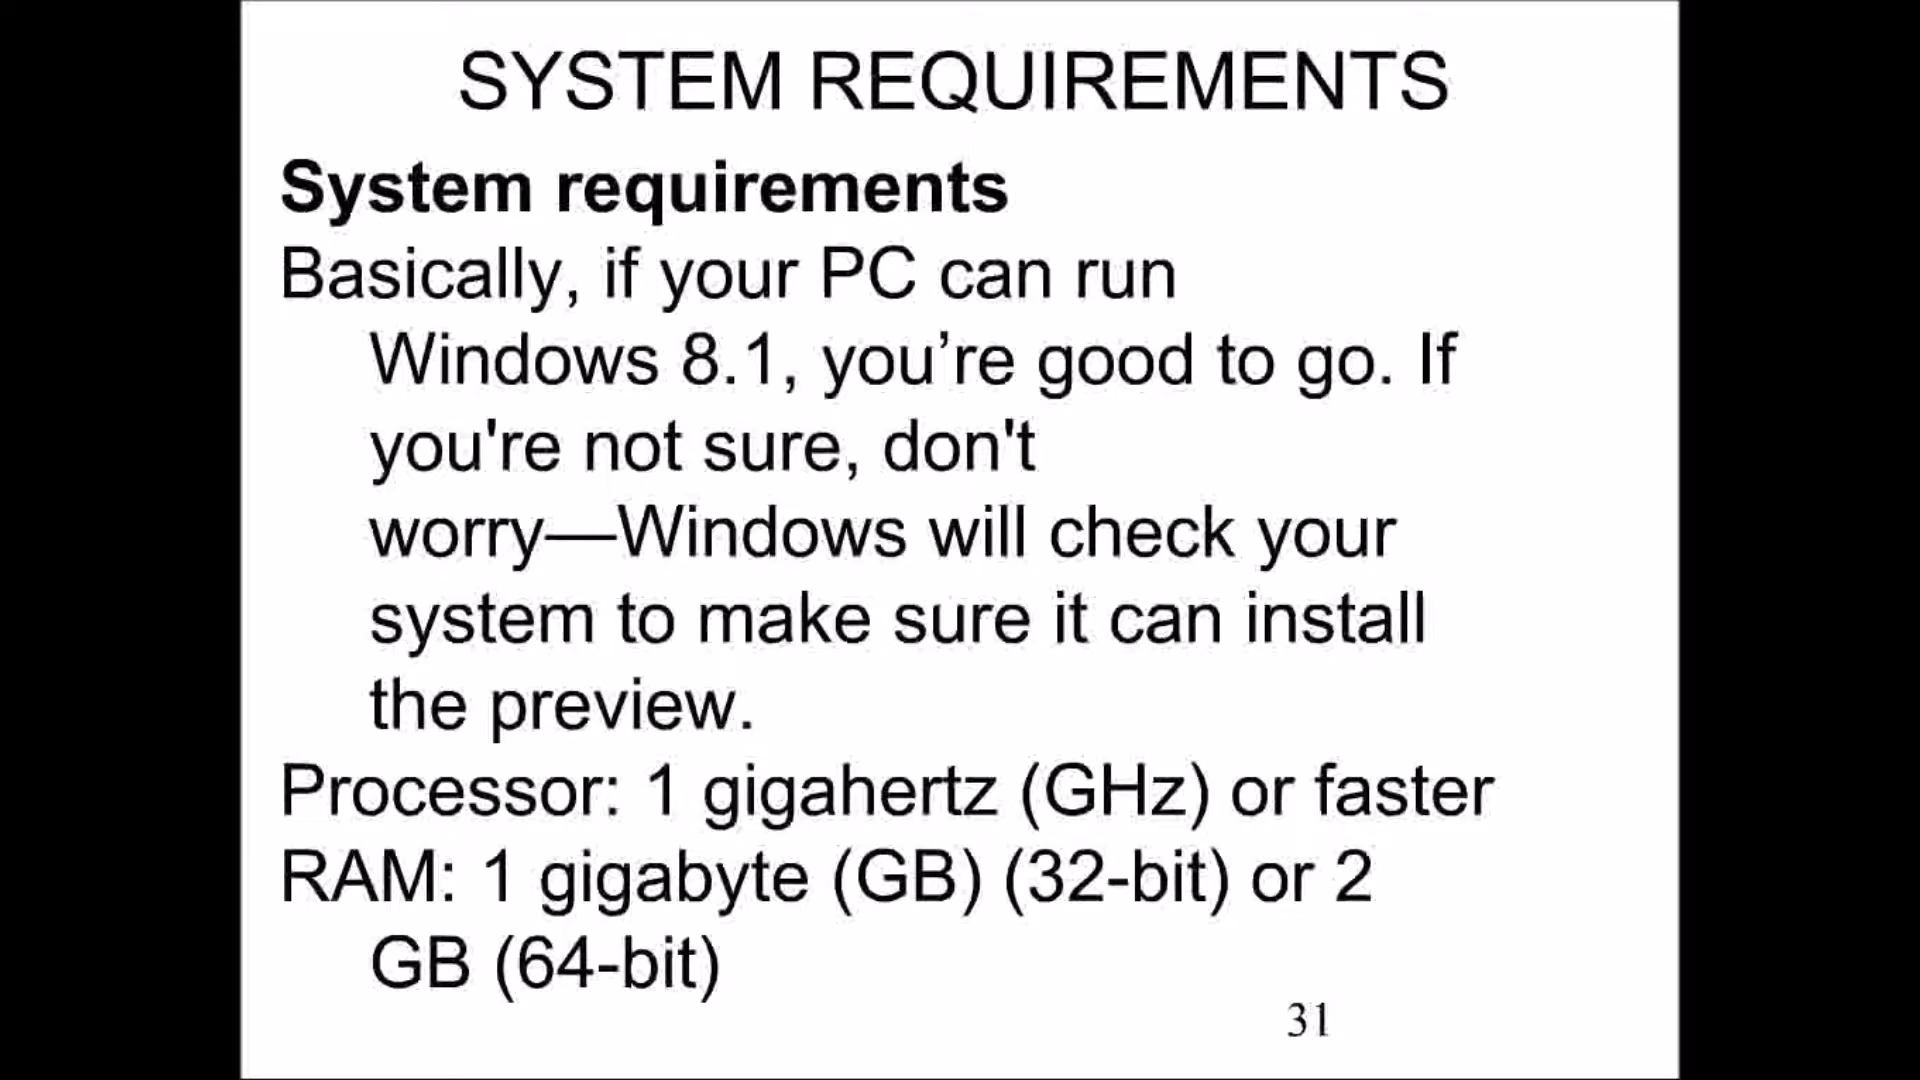 SYSTEM REQUIREMENTS
System requirements
Basically, if your PC can run
Windows 8.1, you’re good to go. If
you're not sure, don't
worry—Windows will check your
system to make sure it can install
the preview.
Processor: 1 gigahertz (GHz) or faster
RAM: 1 gigabyte (GB) (32-bit) or 2
GB (64-bit)
31